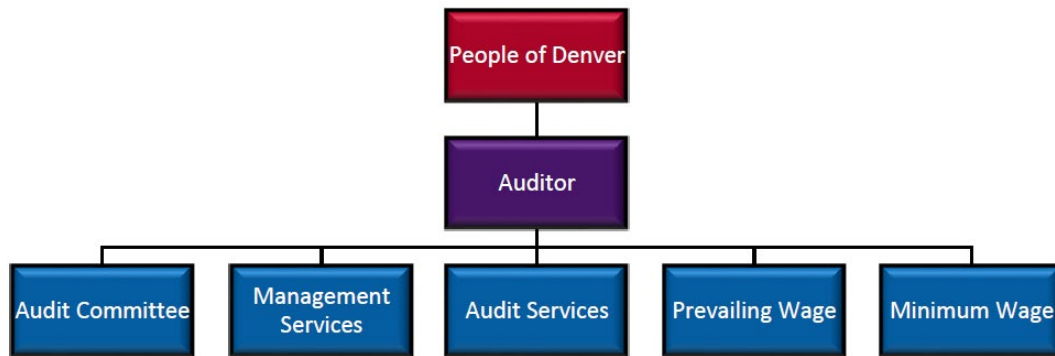 People of Denver
Auditor
Audit Committee
Management
Services
Audit Services
Prevailing Wage
Minimum Wage